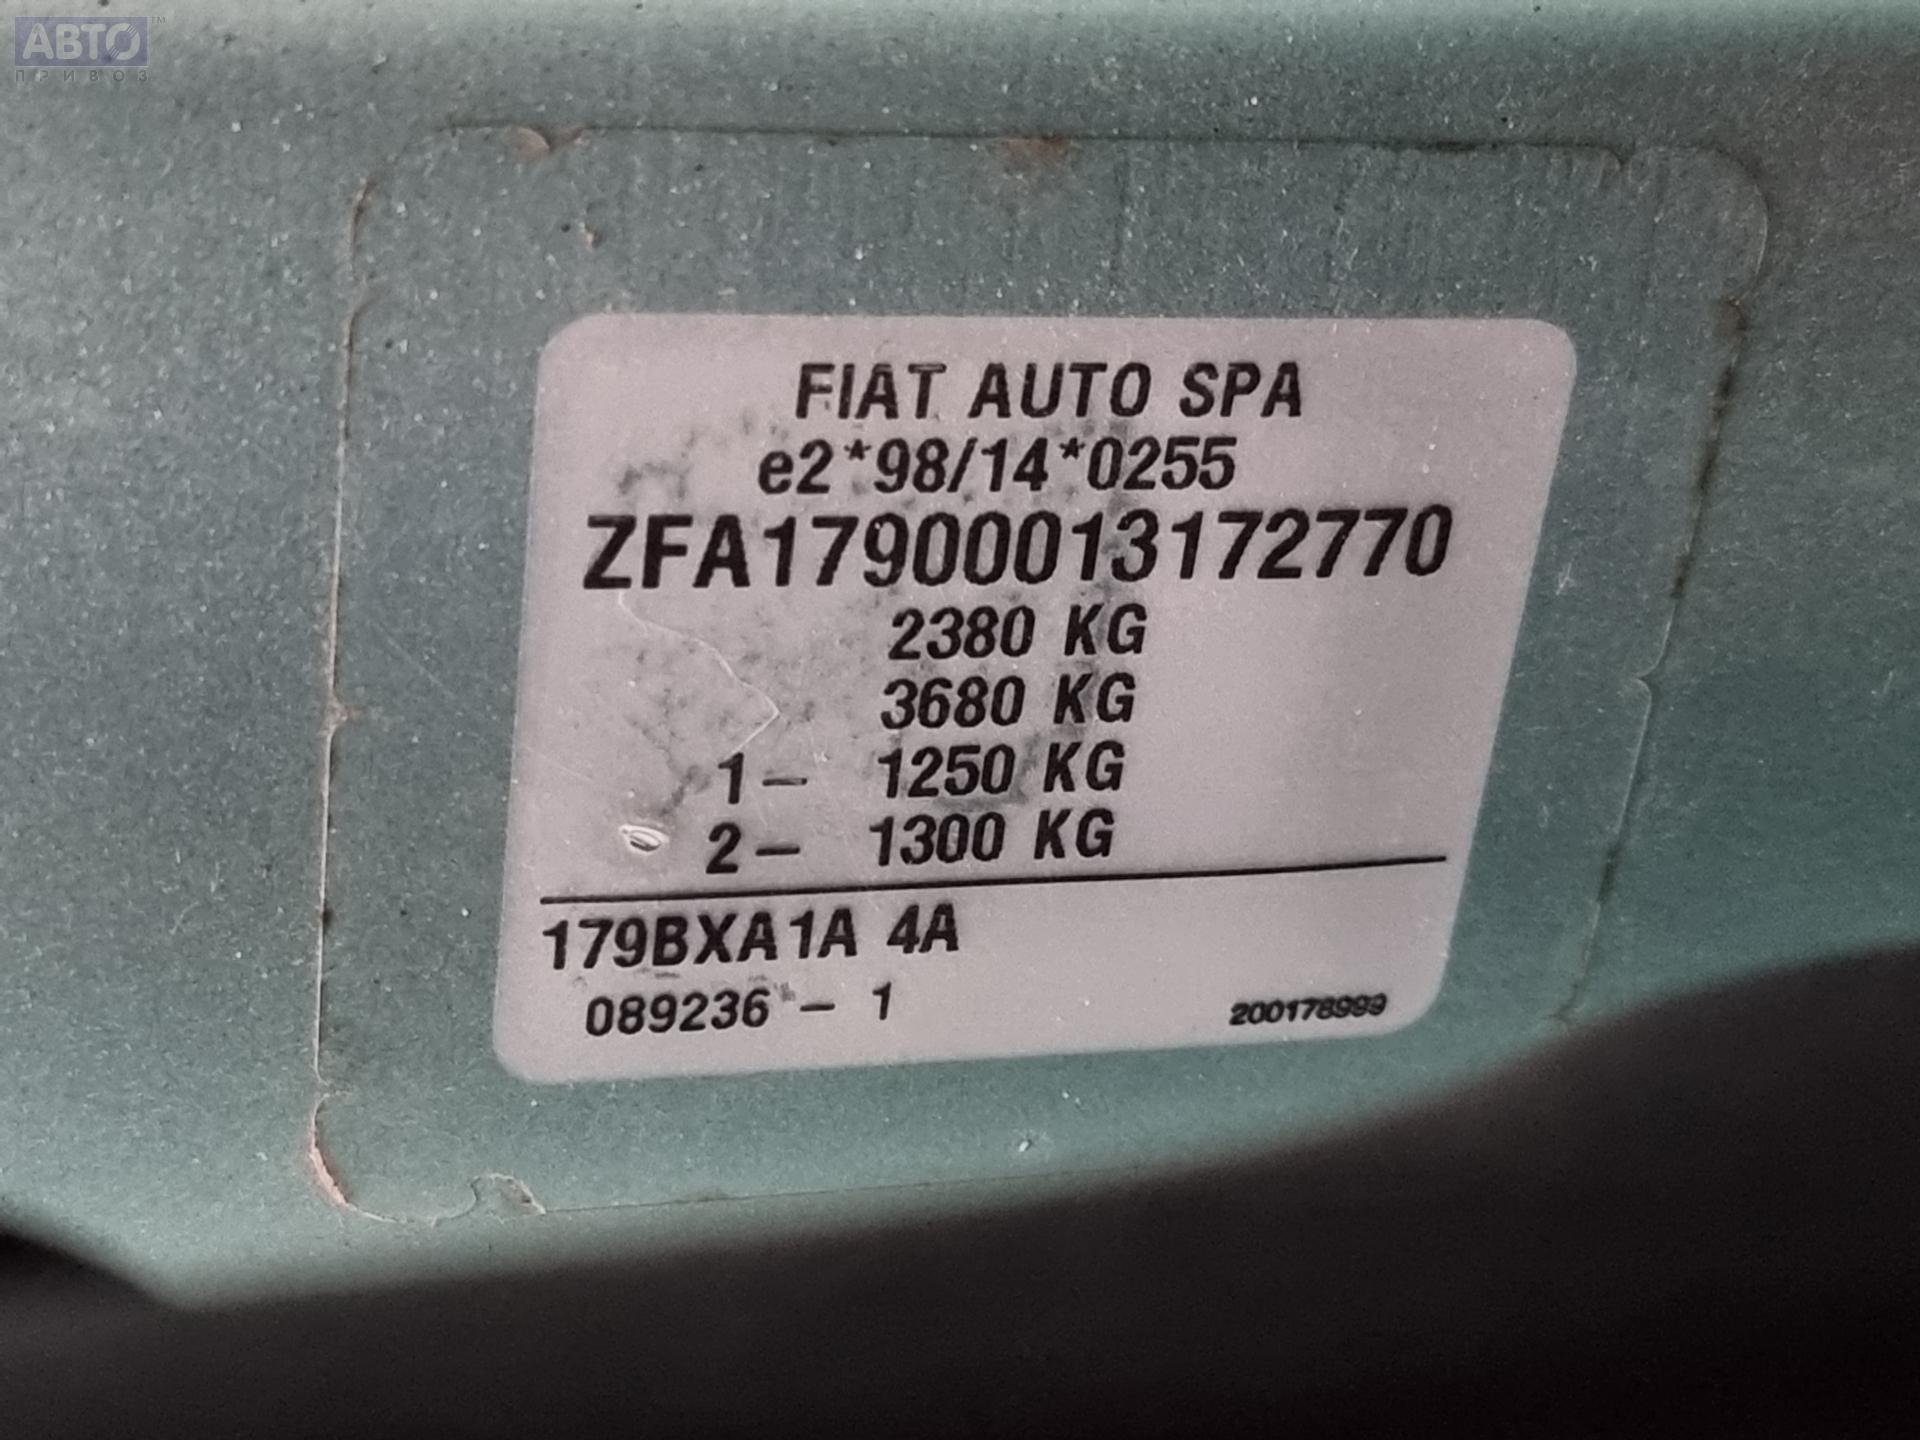 АВТО™
ПРИВОЗ
FIAT AUTO SPA
e2*98/14*0255
ZFA17900013172770
2380 KG
3680 KG
1- 1250 KG
2- 1300 KG
179BXA1A 4A
089236 - 1
200178999